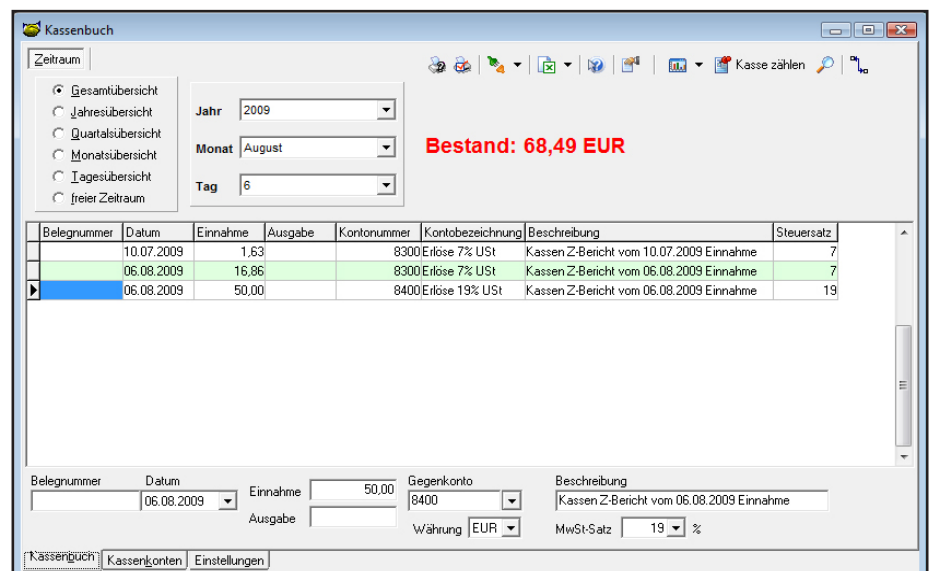 Kassenbuch
Zeitraum
Kasse zählen
Gesamtübersicht
Jahresübersicht
Quartalsübersicht
Monatsübersicht
Tagesübersicht
freier Zeitraum
Jahr 2009
Monat August
Tag 6
Bestand: 68,49 EUR
Belegnummer Datum Einnahme Ausgabe Kontonummer Kontobezeichnung Beschreibung Steuersatz
10.07.2009 1,63 8300 Erlöse 7% USt Kassen Z-Bericht vom 10.07.2009 Einnahme 7
06.08.2009 16,86 8300 Erlöse 7% USt Kassen Z-Bericht vom 06.08.2009 Einnahme 7
06.08.2009 50,00 8400 Erlöse 19% USt Kassen Z-Bericht vom 06.08.2009 Einnahme 19
Belegnummer Datum Gegenkonto Beschreibung
06.08.2009 Einnahme 50,00 8400 Kassen Z-Bericht vom 06.08.2009 Einnahme
Ausgabe Währung EUR MwSt-Satz 19 %
Kassenbuch Kassenkonten Einstellungen